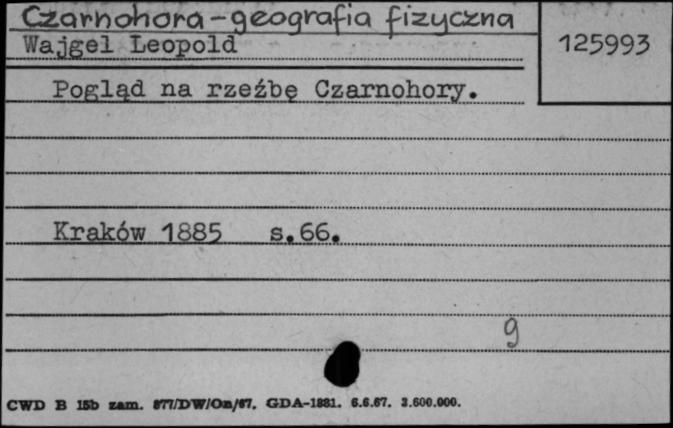 Czarnohora-geografia fizyczna
Wajgel Leopold
125993
Pogląd na rzeźbę Czarnohory.
Kraków 1885 s.66.
9
CWD B 15b zam. 877/DW/On/67. GDA-1881. 6.6.67. 3.600.000.